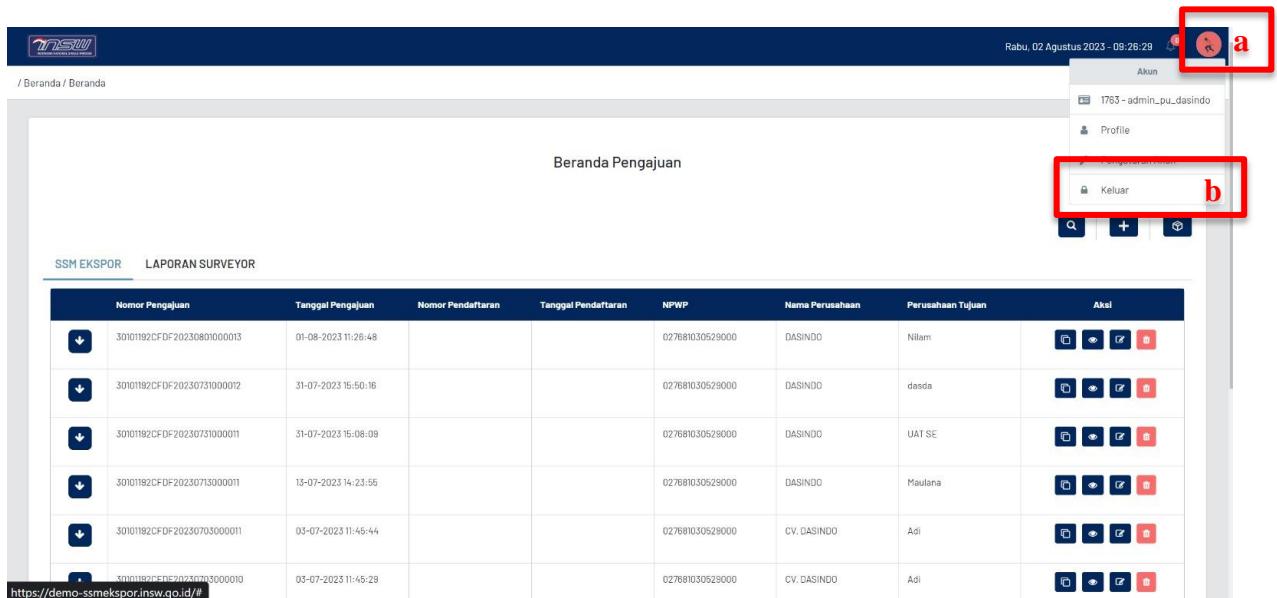 INSW
Rabu, 02 Agustus 2023 - 09:26:29
a
/ Beranda / Beranda
Akun
1763 - admin_pu_dasindo
Profile
Beranda Pengajuan
Keluar
b
SSM EKSPOR LAPORAN SURVEYOR
Nomor Pengajuan Tanggal Pengajuan Nomor Pendaftaran Tanggal Pendaftaran NPWP Nama Perusahaan Perusahaan Tujuan Aksi
30101192CFDF20230801000013 01-08-2023 11:26:48 027681030529000 DASINDO Nilam
30101192CFDF20230731000012 31-07-2023 15:50:16 027681030529000 DASINDO dasda
30101192CFDF20230731000011 31-07-2023 15:08:09 027681030529000 DASINDO UAT SE
30101192CFDF20230713000011 13-07-2023 14:23:55 027681030529000 DASINDO Maulana
30101192CFDF20230703000011 03-07-2023 11:45:44 027681030529000 CV. DASINDO Adi
30101192CFDF20230703000010 03-07-2023 11:45:29 027681030529000 CV. DASINDO Adi
https://demo-ssmekspor.insw.go.id/#